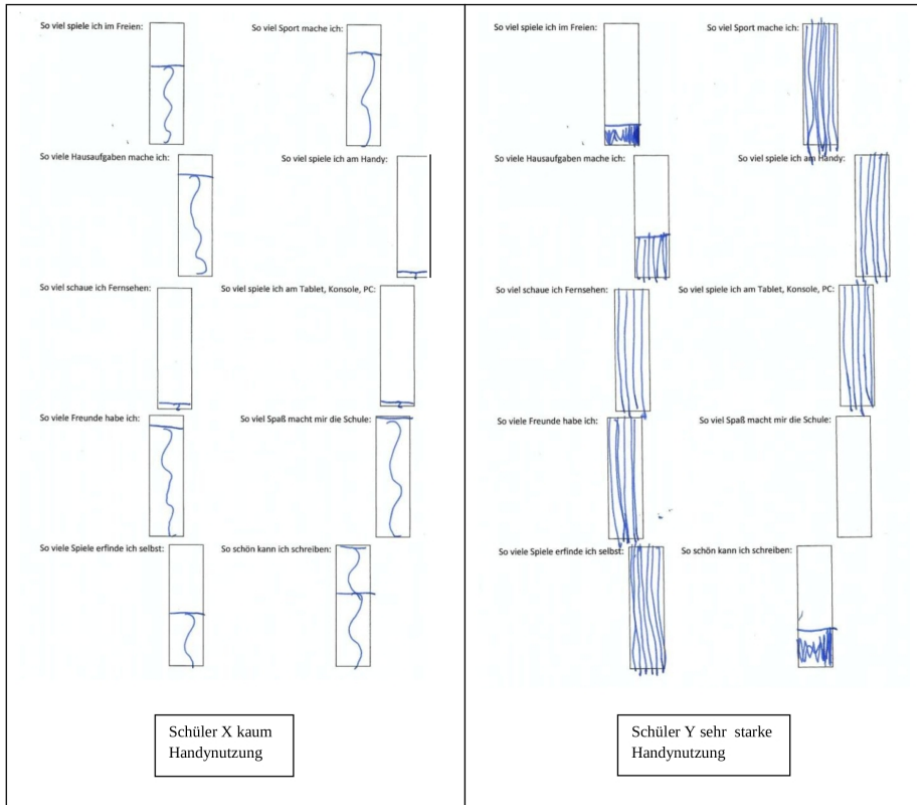 So viel spiele ich im Freien:
So viel Sport mache ich:
So viele Hausaufgaben mache ich:
So viel spiele ich am Handy:
So viel schaue ich Fernsehen:
So viel spiele ich am Tablet, Konsole, PC:
So viele Freunde habe ich:
So viel Spaß macht mir die Schule:
So viele Spiele erfinde ich selbst:
So schön kann ich schreiben:
Schüler X kaum
Handynutzung
So viel spiele ich im Freien:
So viel Sport mache ich:
So viele Hausaufgaben mache ich:
So viel spiele ich am Handy:
So viel schaue ich Fernsehen:
So viel spiele ich am Tablet, Konsole, PC:
So viele Freunde habe ich:
So viel Spaß macht mir die Schule:
So viele Spiele erfinde ich selbst:
So schön kann ich schreiben:
Schüler Y sehr starke
Handynutzung